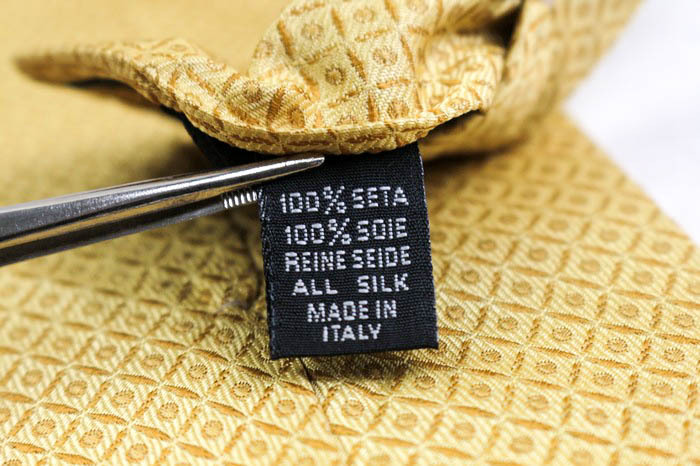 100% SETA
100% SOIE
REINE SEIDE
ALL SILK
MADE IN
ITALY